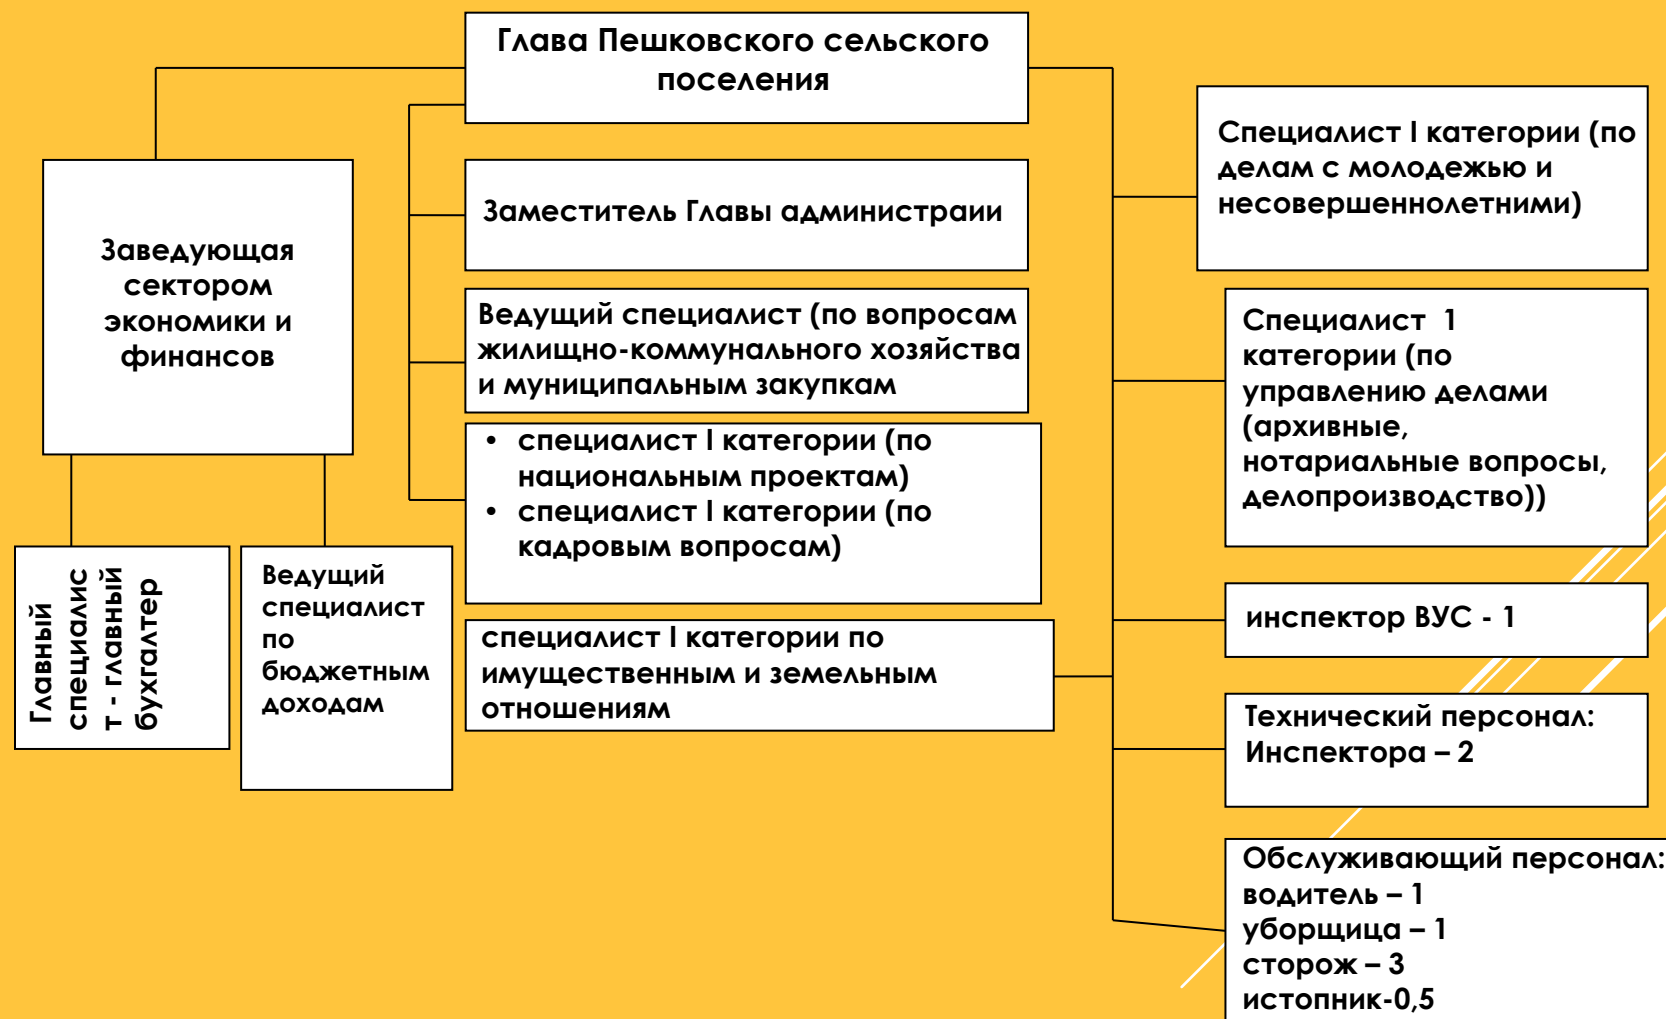 Глава Пешковского сельского
поселения
Заведующая
сектором
экономики и
финансов
Главный
специалис
т - главный
бухгалтер
Ведущий
специалист
по
бюджетным
доходам
Заместитель Главы администраии
Ведущий специалист (по вопросам
жилищно-коммунального хозяйства
и муниципальным закупкам
• специалист I категории (по
национальным проектам)
• специалист I категории (по
кадровым вопросам)
специалист I категории по
имущественным и земельным
отношениям
Специалист I категории (по
делам с молодежью и
несовершеннолетними)
Специалист 1
категории (по
управлению делами
(архивные,
нотариальные вопросы,
делопроизводство))
инспектор ВУС - 1
Технический персонал:
Инспектора – 2
Обслуживающий персонал:
водитель – 1
уборщица – 1
сторож – 3
истопник-0,5